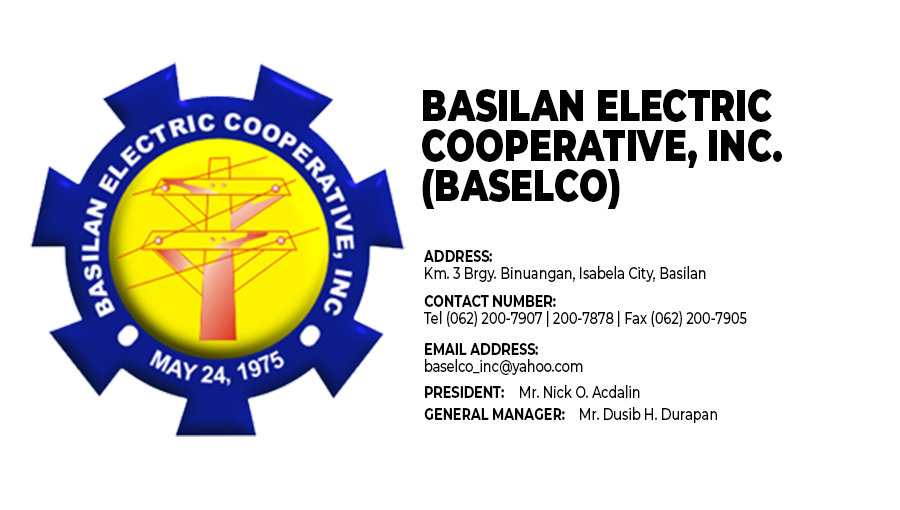 BASILAN ELECTRIC COOPERATIVE, INC
MAY 24, 1975
BASILAN ELECTRIC
COOPERATIVE, INC.
(BASELCO)
ADDRESS:
Km. 3 Brgy. Binuangan, Isabela City, Basilan
CONTACT NUMBER:
Tel (062) 200-7907 | 200-7878 | Fax (062) 200-7905
EMAIL ADDRESS:
baselco_inc@yahoo.com
PRESIDENT: Mr. Nick O. Acdalin
GENERAL MANAGER: Mr. Dusib H. Durapan